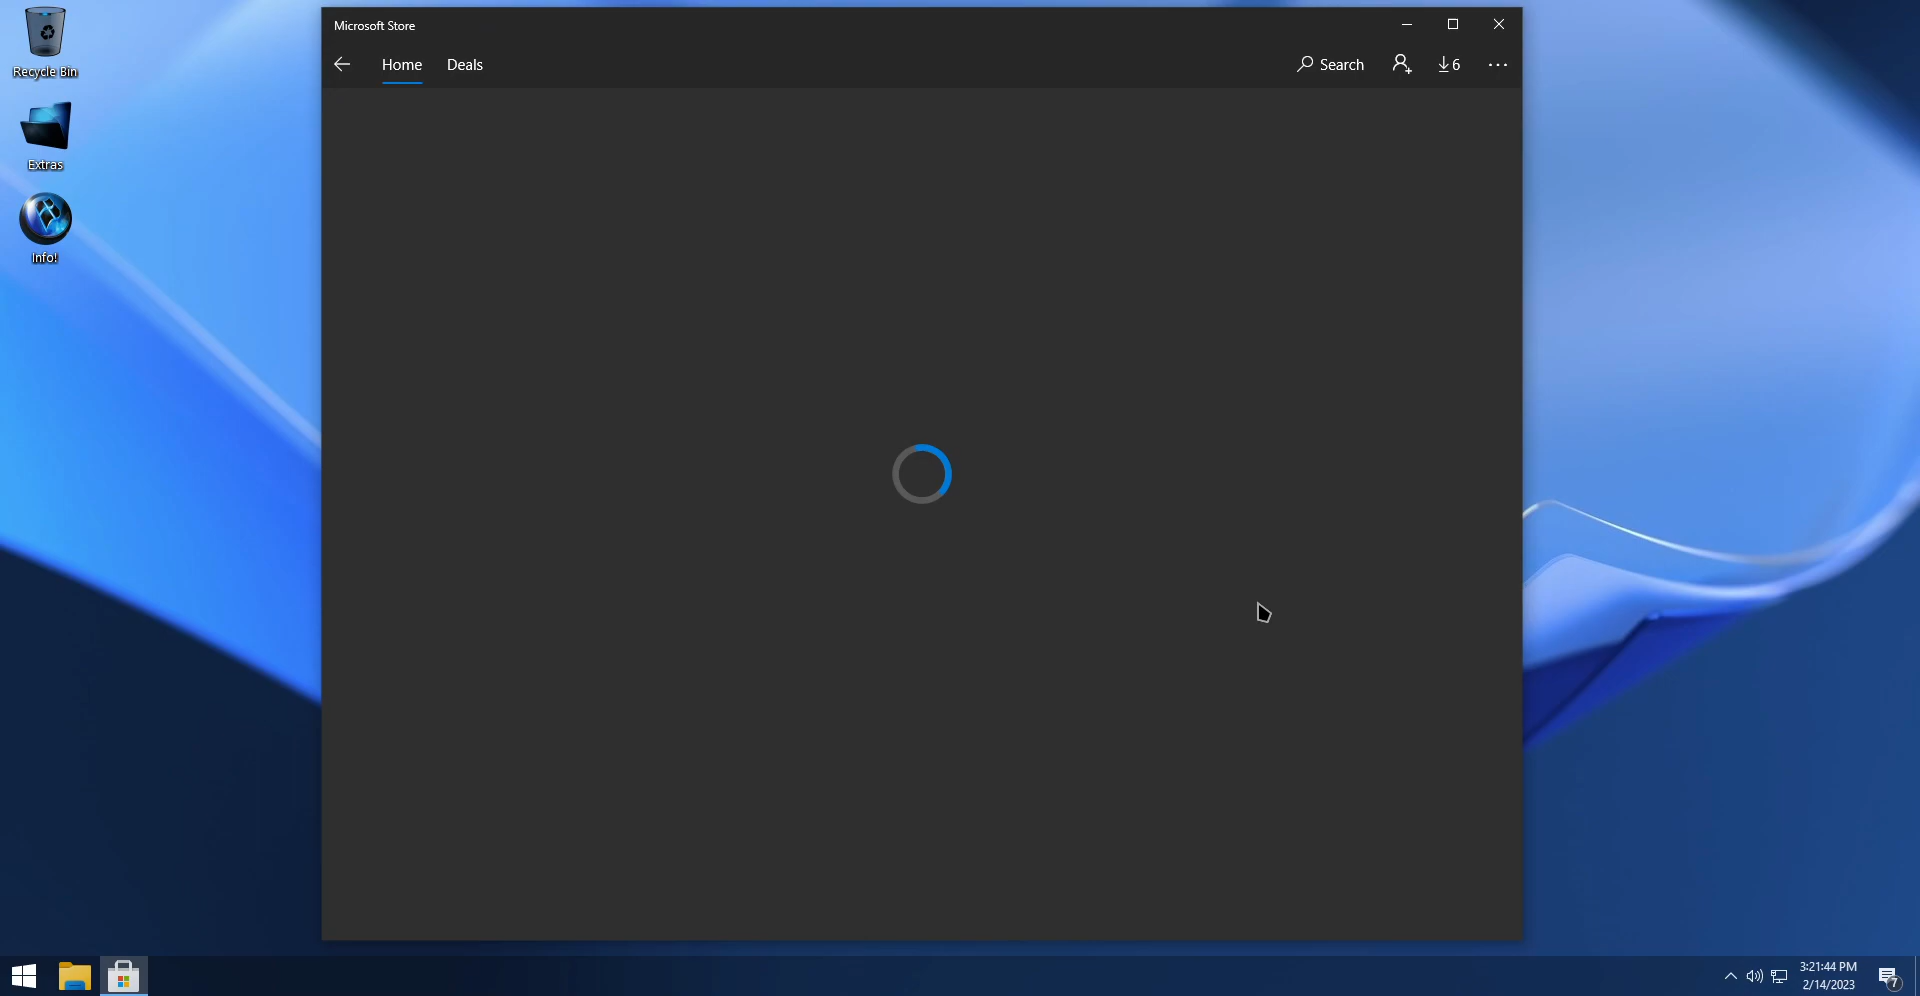 Microsoft Store
Home
Deals
Search
6
Recycle Bin
Extras
Info!
3:21:44 PM
2/14/2023
7